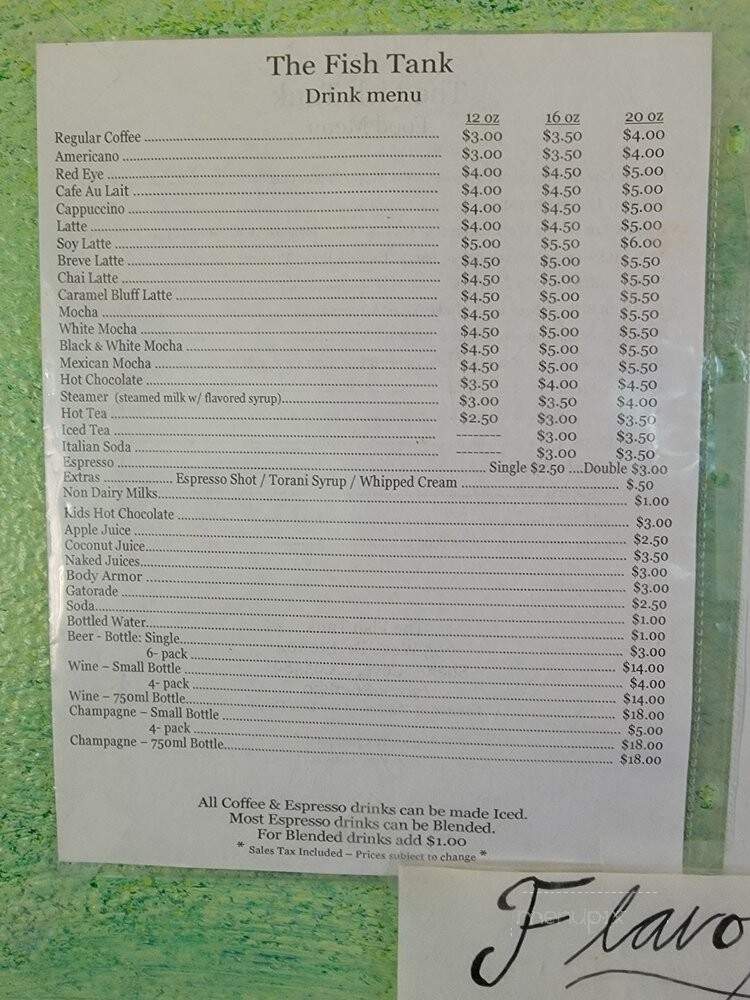 The Fish Tank
Drink menu
12 oz 16 oz 20 oz
Regular Coffee ........ $3.00 $3.50 $4.00
Americano ........ $3.00 $3.50 $4.00
Red Eye ........ $4.00 $4.50 $5.00
Cafe Au Lait ........ $4.00 $4.50 $5.00
Cappuccino ........ $4.00 $4.50 $5.00
Latte ........ $4.00 $4.50 $5.00
Soy Latte ........ $5.00 $5.50 $6.00
Breve Latte ........ $4.50 $5.00 $5.50
Chai Latte ........ $4.50 $5.00 $5.50
Caramel Bluff Latte ........ $4.50 $5.00 $5.50
Mocha ........ $4.50 $5.00 $5.50
White Mocha ........ $4.50 $5.00 $5.50
Black & White Mocha ........ $4.50 $5.00 $5.50
Mexican Mocha ........ $4.50 $5.00 $5.50
Hot Chocolate ........ $3.50 $4.00 $4.50
Steamer (steamed milk w/ flavored syrup)........ $3.00 $3.50 $4.00
Hot Tea ........ $2.50 $3.00 $3.50
Iced Tea ........ -------- $3.00 $3.50
Italian Soda ........ -------- $3.00 $3.50
Espresso ........ Single $2.50 ....Double $3.00
Extras ........ Espresso Shot / Torani Syrup / Whipped Cream ........ $.50
Non Dairy Milks........ $1.00
Kids Hot Chocolate ........ $3.00
Apple Juice ........ $2.50
Coconut Juice........ $3.50
Naked Juices........ $3.00
Body Armor ........ $3.00
Gatorade ........ $2.50
Soda........ $1.00
Bottled Water........ $1.00
Beer - Bottle: Single........ $3.00
6- pack ........ $14.00
Wine – Small Bottle ........ $4.00
4- pack ........ $14.00
Wine – 750ml Bottle........ $18.00
Champagne – Small Bottle ........ $5.00
4- pack ........ $18.00
Champagne – 750ml Bottle........ $18.00
All Coffee & Espresso drinks can be made Iced.
Most Espresso drinks can be Blended.
For Blended drinks add $1.00
* Sales Tax Included – Prices subject to change *
menupix
Flavo